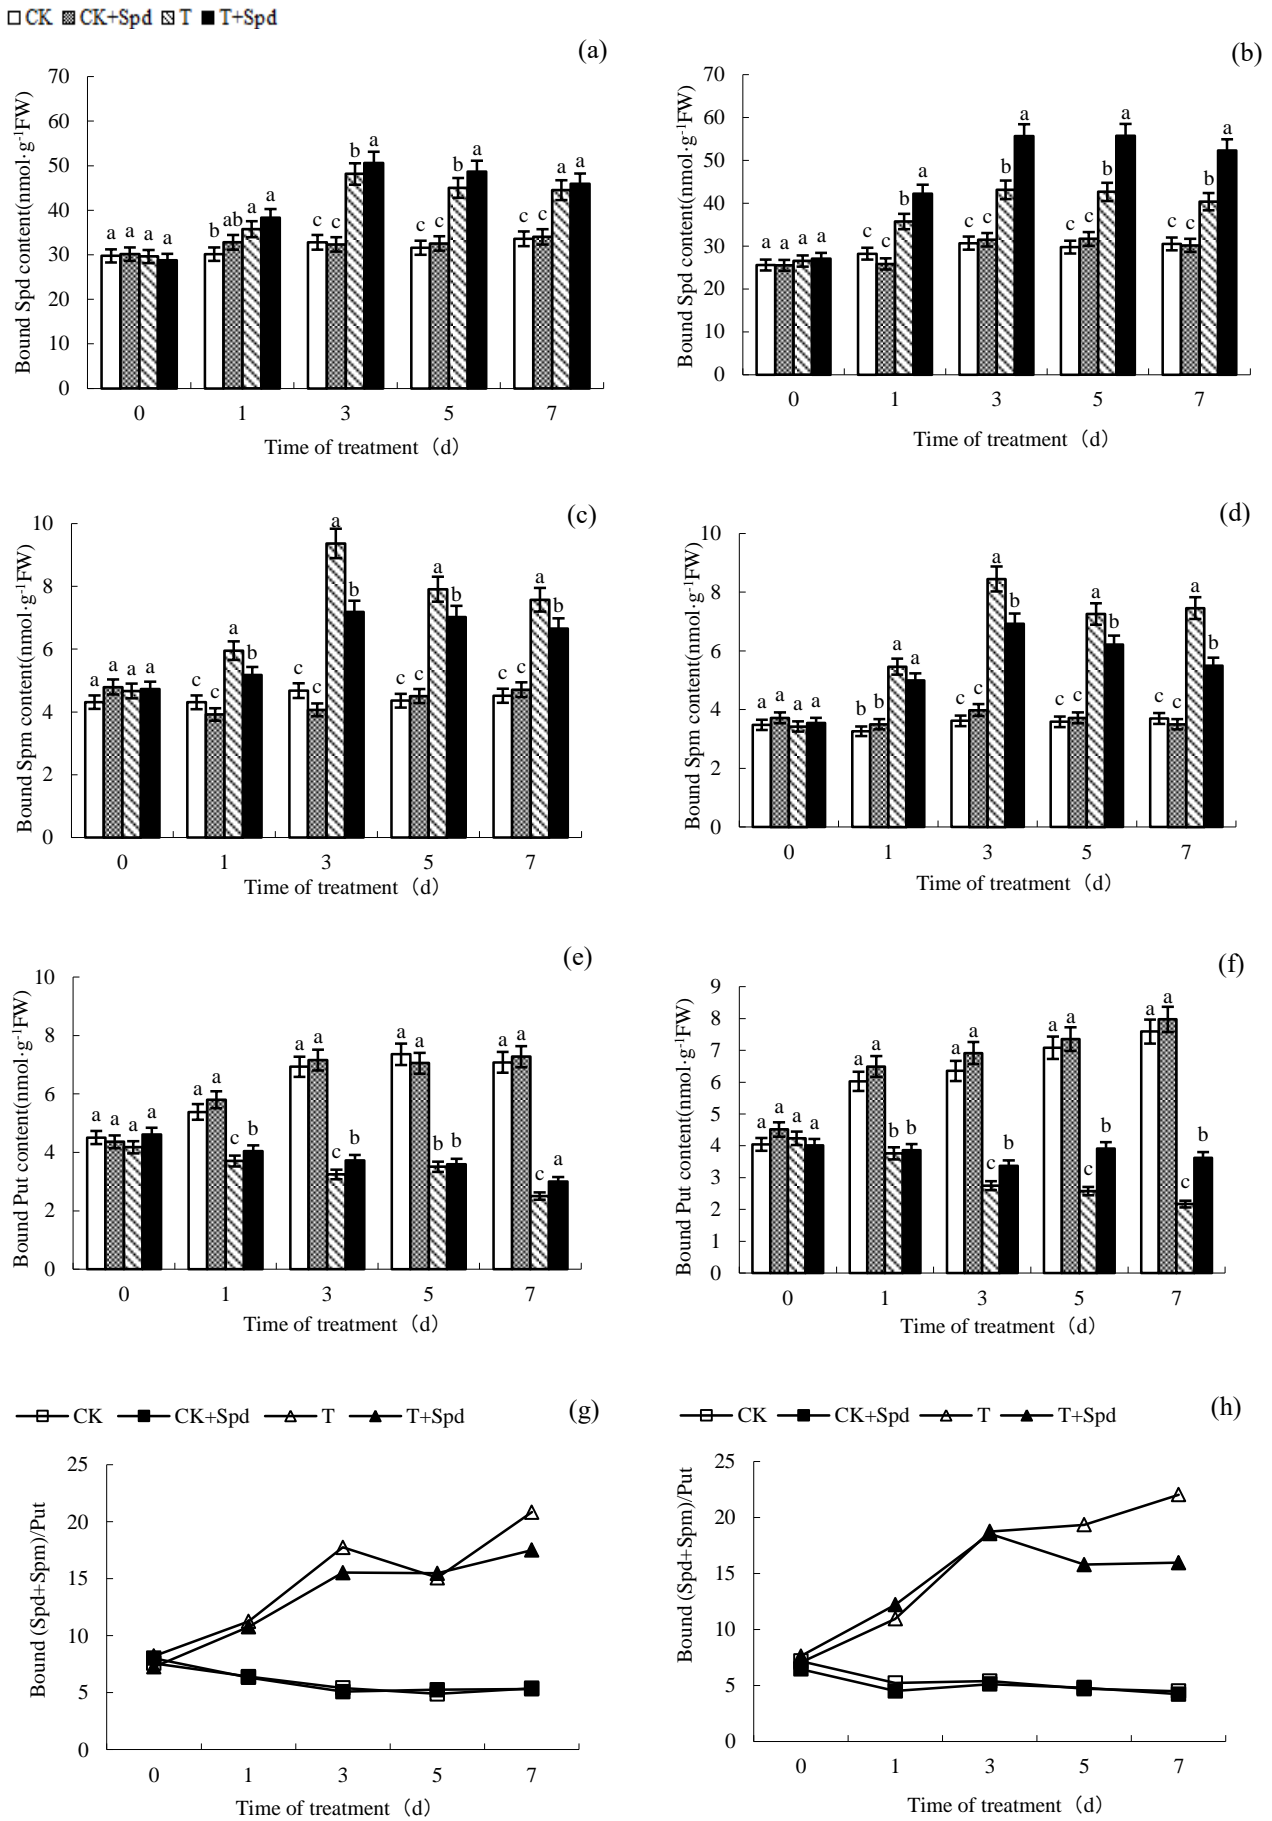 CK CK+Spd T T+Spd
(a)
Bound Spd content(nmol·g-1FW)
70
60
50
40
30
20
10
0
a a a a
b ab a a
c c b a
c c b a
c c a a
0 1 3 5 7
Time of treatment（d）
(b)
Bound Spd content(nmol·g-1FW)
70
60
50
40
30
20
10
0
a a a a
c c b a
c c b a
c c b a
c c b a
0 1 3 5 7
Time of treatment（d）
(c)
Bound Spm content(nmol·g-1FW)
10
8
6
4
2
0
a a a a
c c a b
c c a b
c c a b
c c a b
0 1 3 5 7
Time of treatment（d）
(d)
Bound Spm content(nmol·g-1FW)
10
8
6
4
2
0
a a a a
b b a a
c c a b
c c a b
c c a b
0 1 3 5 7
Time of treatment（d）
(e)
Bound Put content(nmol·g-1FW)
10
8
6
4
2
0
a a a a
a a c b
a a c b
a a b b
a a c a
0 1 3 5 7
Time of treatment（d）
(f)
Bound Put content(nmol·g-1FW)
9
8
7
6
5
4
3
2
1
0
a a a a
a a b b
a a c b
a a c b
a a c b
0 1 3 5 7
Time of treatment（d）
CK CK+Spd T T+Spd
(g)
Bound (Spd+Spm)/Put
25
20
15
10
5
0
0 1 3 5 7
Time of treatment（d）
CK CK+Spd T T+Spd
(h)
Bound (Spd+Spm)/Put
25
20
15
10
5
0
0 1 3 5 7
Time of treatment（d）